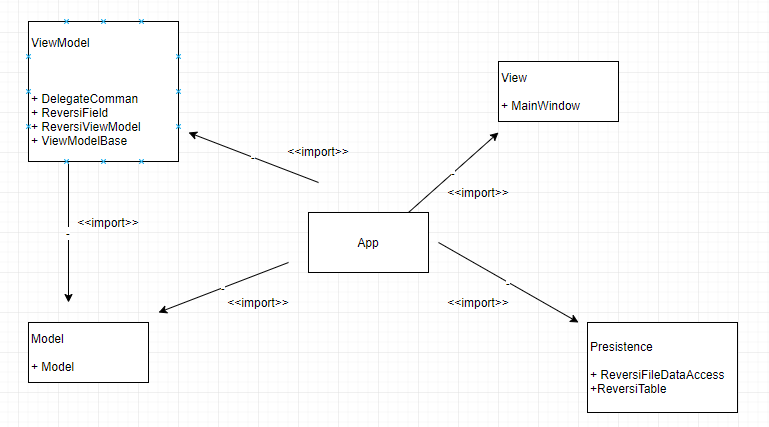 ViewModel
+ DelegateComman
+ ReversiField
+ ReversiViewModel
+ ViewModelBase
View
+ MainWindow
<<import>>
<<import>>
<<import>>
App
<<import>>
<<import>>
Model
+ Model
Presistence
+ ReversiFileDataAccess
+ReversiTable